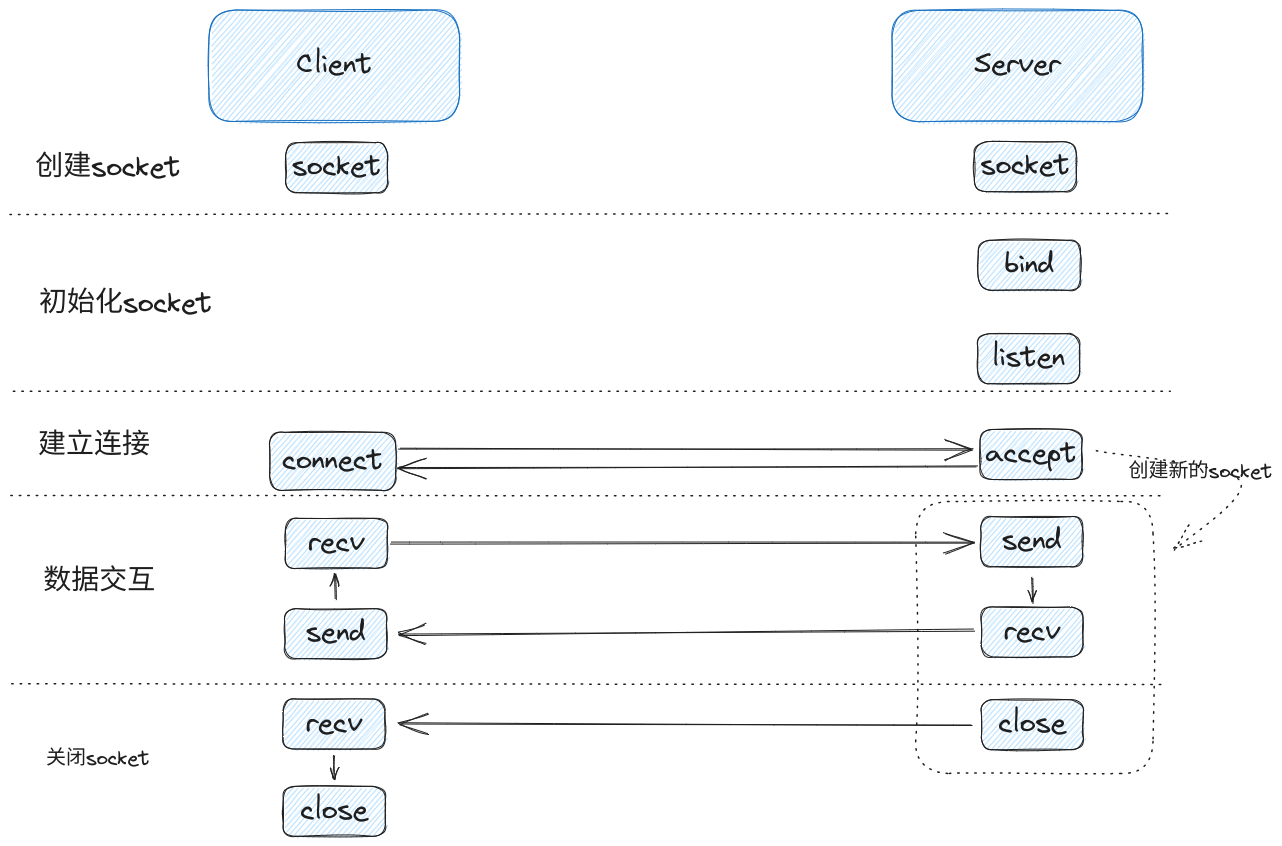 Client
Server
创建socket
socket
socket
初始化socket
bind
listen
建立连接
connect
accept
创建新的socket
数据交互
recv
send
send
recv
关闭socket
recv
close
close